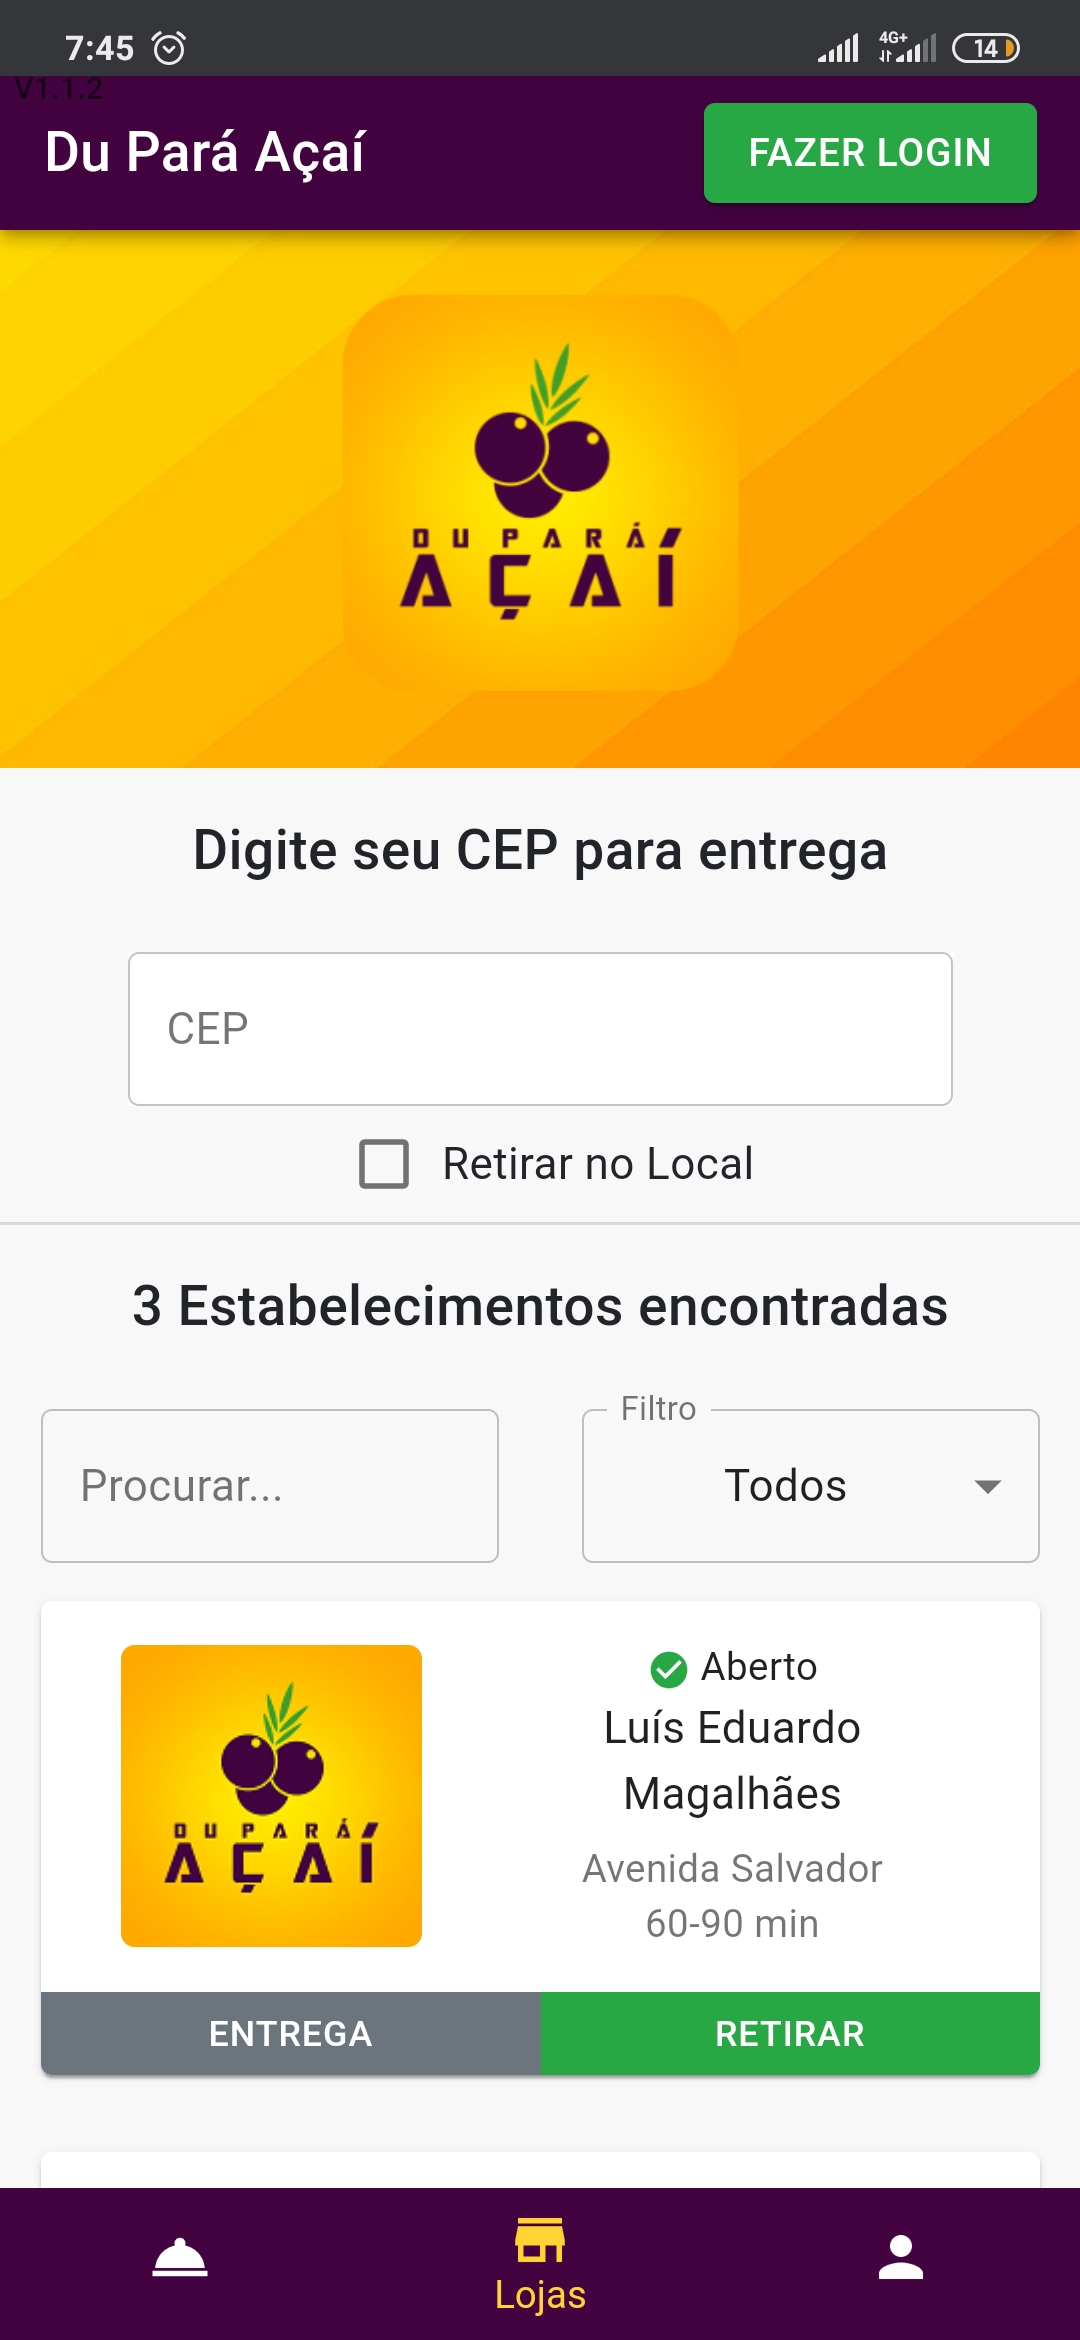 7:45
4G+
14
V1.1.2
Du Pará Açaí
FAZER LOGIN
DU PARÁ
AÇAÍ
Digite seu CEP para entrega
CEP
Retirar no Local
3 Estabelecimentos encontradas
Filtro
Procurar...
Todos
DU PARÁ
AÇAÍ
Aberto
Luís Eduardo
Magalhães
Avenida Salvador
60-90 min
ENTREGA
RETIRAR
Lojas